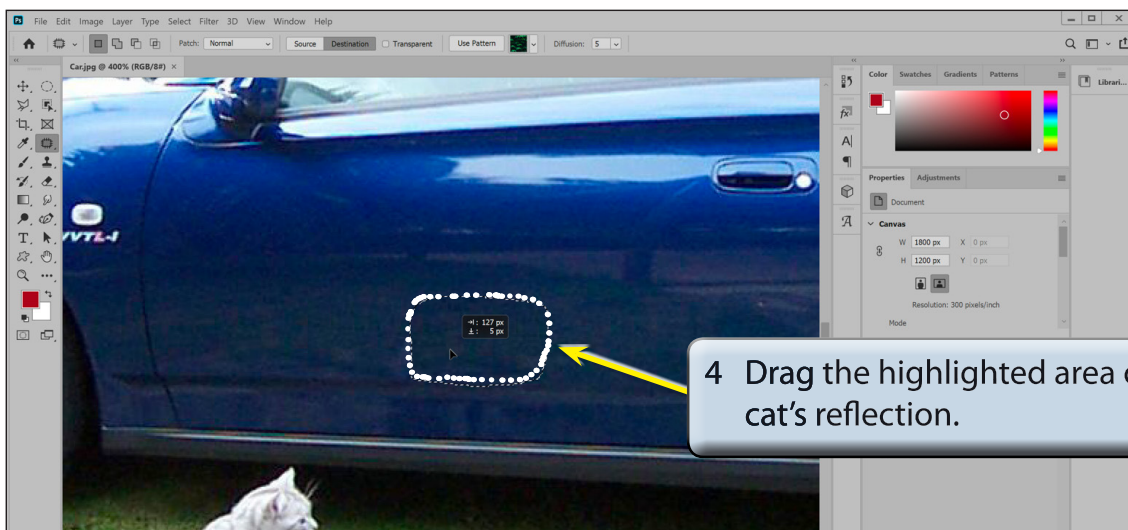 Ps File Edit Image Layer Type Select Filter 3D View Window Help
Patch: Normal Source Destination Transparent Use Pattern Diffusion: 5
Car.jpg @ 400% (RGB/8#) ×
Color Swatches Gradients Patterns
Librari...
fx
A|
¶
Properties Adjustments
Document
Canvas
W 1800 px X 0 px
H 1200 px Y 0 px
Resolution: 300 pixels/inch
Mode
T
VVTL-i
: 127 px
: 5 px
4 Drag the highlighted area
cat's reflection.